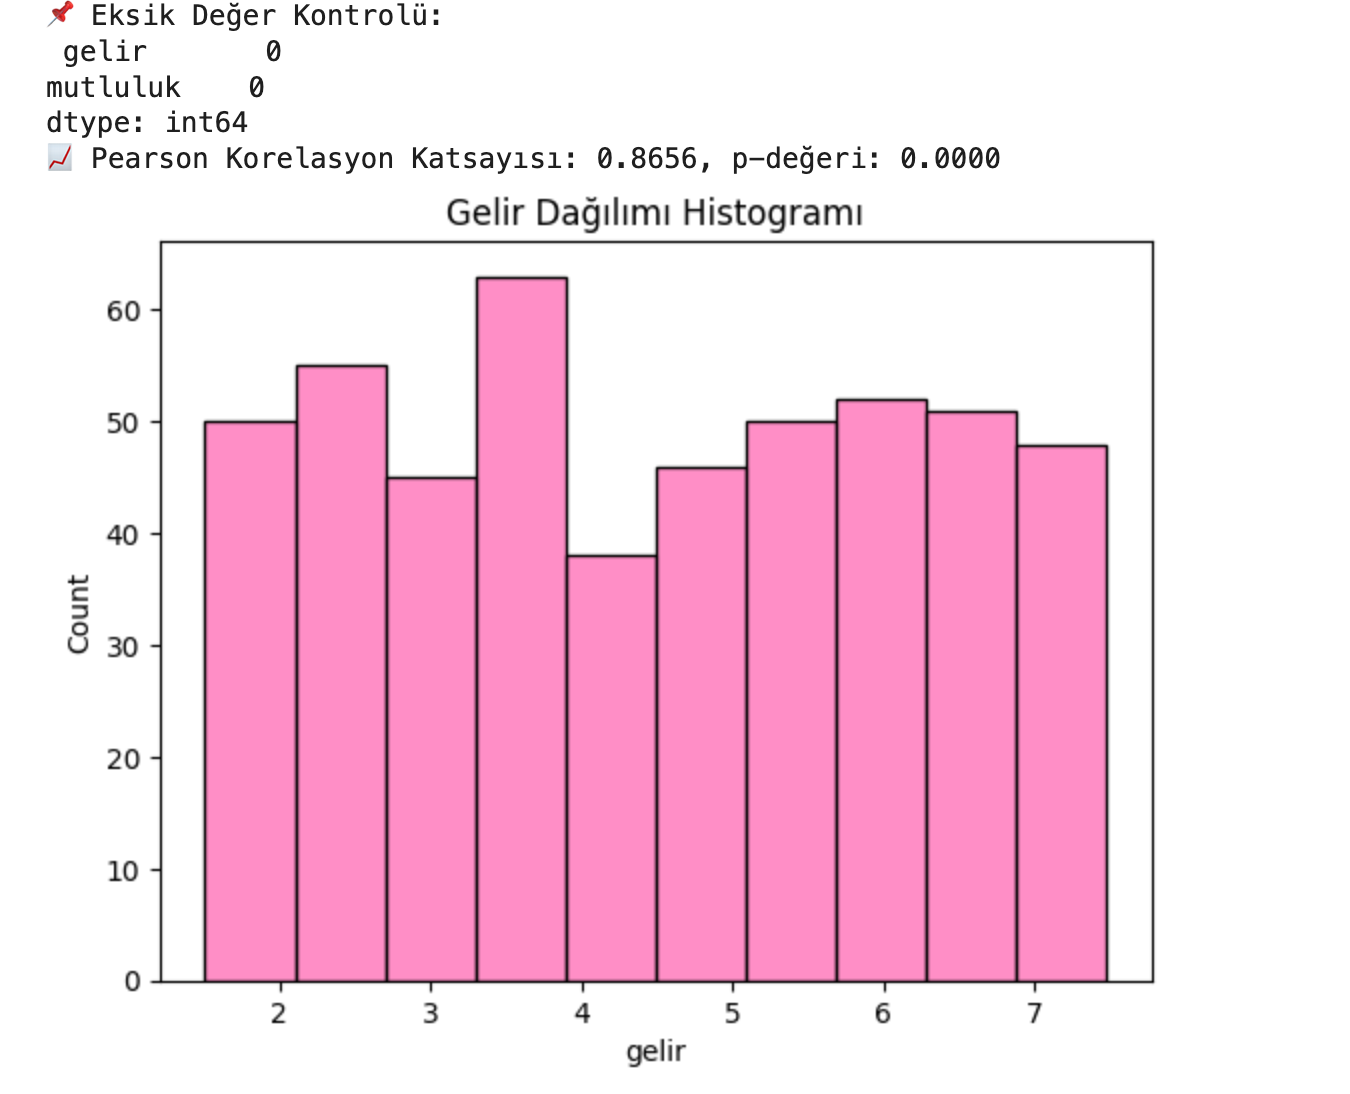 📌 Eksik Değer Kontrolü:
gelir 0
mutluluk 0
dtype: int64
📈 Pearson Korelasyon Katsayısı: 0.8656, p-değeri: 0.0000
Gelir Dağılımı Histogramı
60
50
40
30
20
10
0
Count
2 3 4 5 6 7
gelir